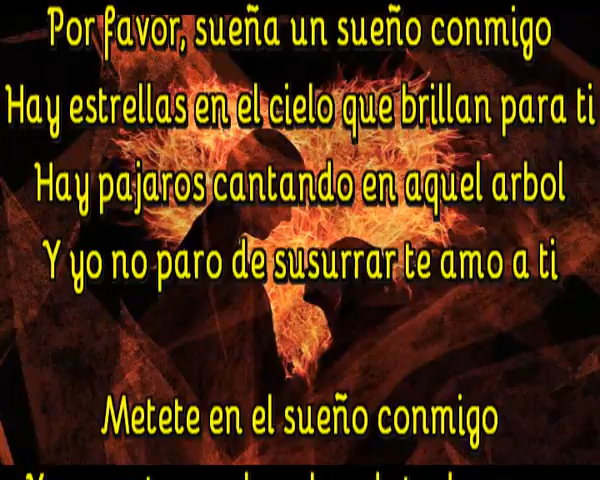 Por favor, sueña un sueño conmigo
Hay estrellas en el cielo que brillan para ti
Hay pajaros cantando en aquel arbol
Y yo no paro de susurrar te amo a ti
Metete en el sueño conmigo